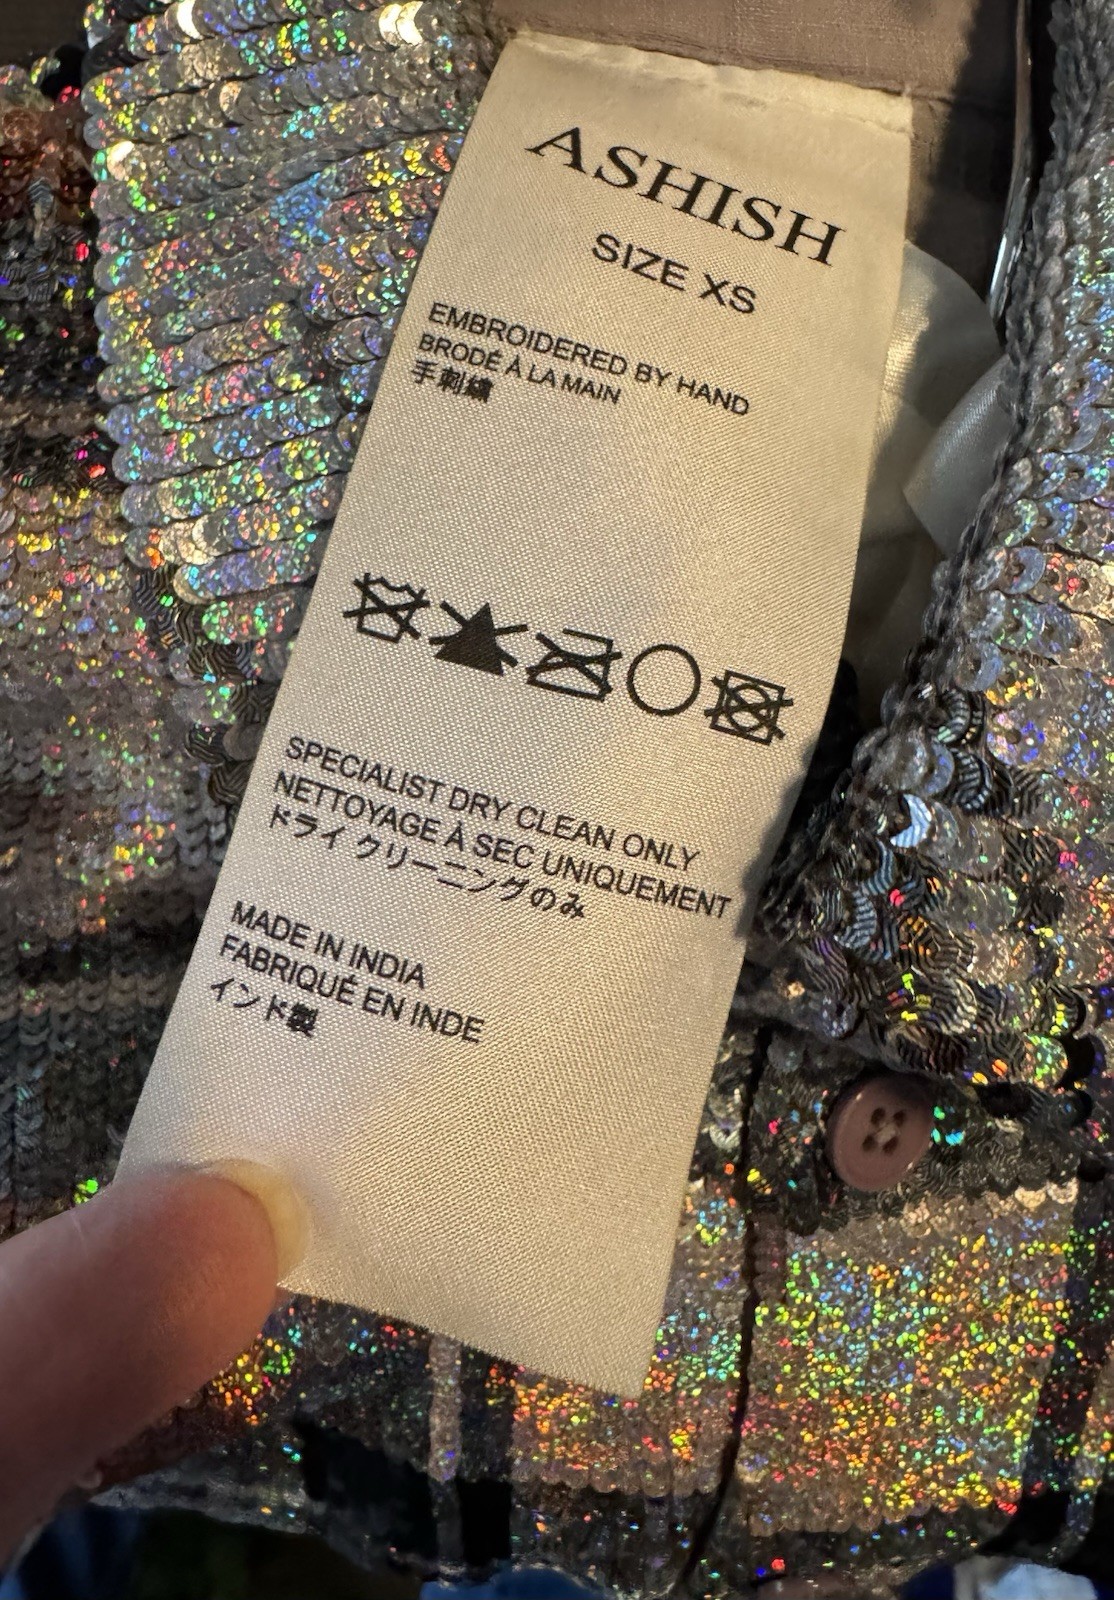 ASHISH
SIZE XS
EMBROIDERED BY HAND
BRODÉ À LA MAIN
手刺繍
SPECIALIST DRY CLEAN ONLY
NETTOYAGE À SEC UNIQUEMENT
ドライクリーニングのみ
MADE IN INDIA
FABRIQUÉ EN INDE
インド製